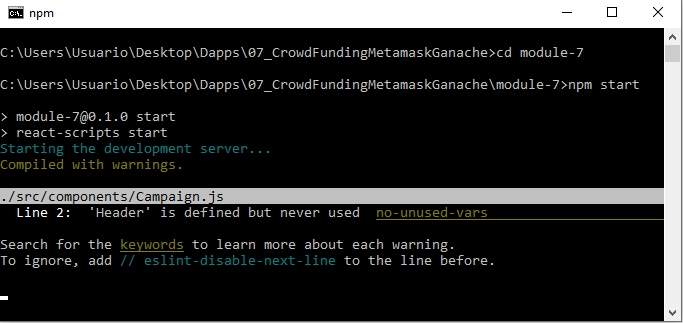 npm
C:\Users\Usuario\Desktop\Dapps\07_CrowdFundingMetamaskGanache>cd module-7
C:\Users\Usuario\Desktop\Dapps\07_CrowdFundingMetamaskGanache\module-7>npm start
> module-7@0.1.0 start
> react-scripts start
Starting the development server...
Compiled with warnings.
./src/components/Campaign.js
  Line 2:  'Header' is defined but never used  no-unused-vars
Search for the keywords to learn more about each warning.
To ignore, add // eslint-disable-next-line to the line before.